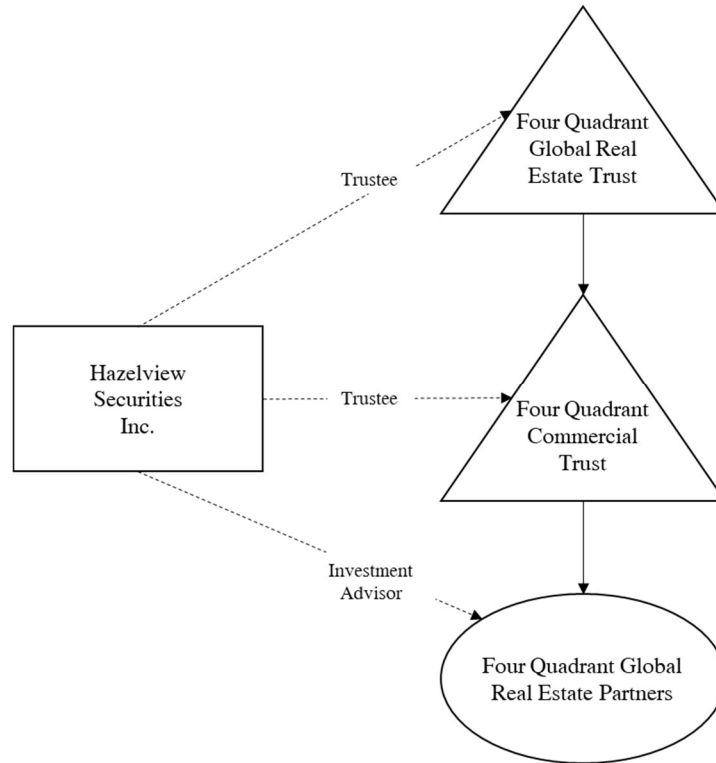 Four Quadrant
Global Real
Estate Trust
Trustee
Hazelview
Securities
Inc.
Trustee
Four Quadrant
Commercial
Trust
Investment
Advisor
Four Quadrant Global
Real Estate Partners